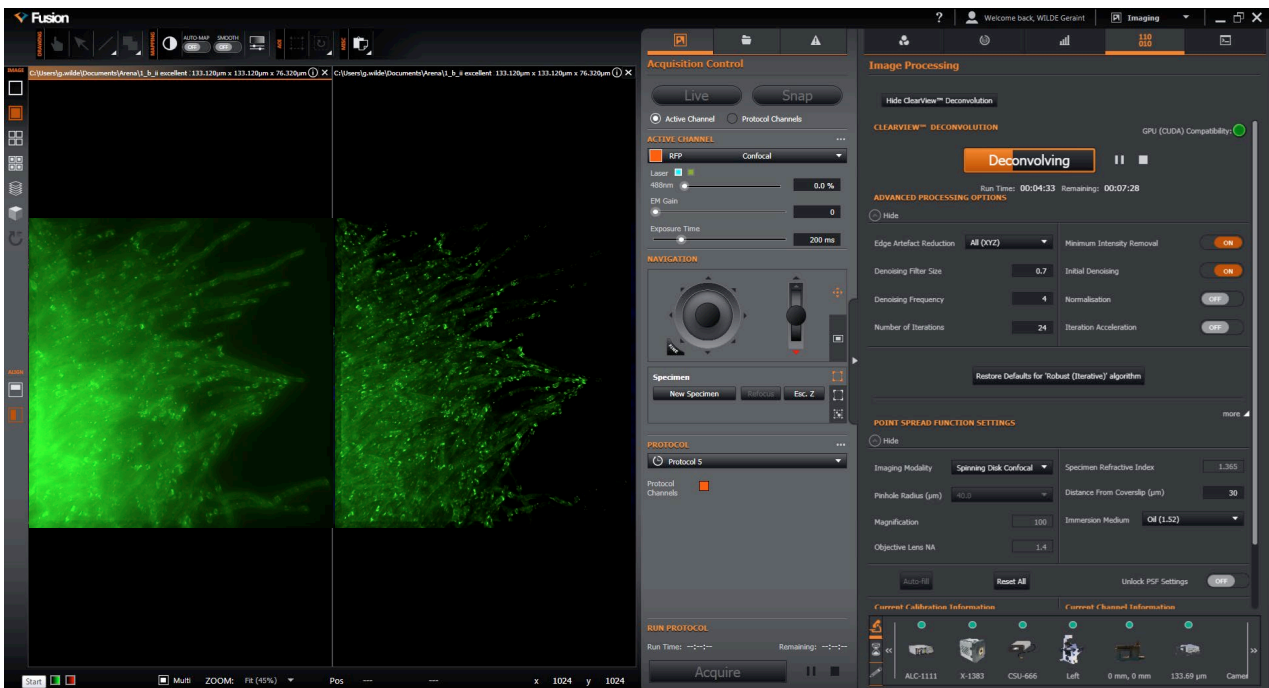 Fusion
? Welcome back, WILDE Geraint Imaging
DRAWING
MAPPING
AUTO-MAP SMOOTH
OFF OFF
MISC
IMAGE
C:\Users\g.wilde\Documents\Arena\1_b_ii excellent : 133.120µm x 133.120µm x 76.320µm
C:\Users\g.wilde\Documents\Arena\1_b_ii excellent 133.120µm x 133.120µm x 76.320µm
ALIGN
Start
Multi ZOOM: Fit (45%) Pos --- --- x 1024 y 1024
Acquisition Control
Live Snap
Active Channel Protocol Channels
ACTIVE CHANNEL ...
RFP Confocal
Laser
488nm 0.0 %
EM Gain
0
Exposure Time
200 ms
NAVIGATION
Specimen
New Specimen Refocus Esc. Z
PROTOCOL ...
Protocol 5
Protocol
Channels
RUN PROTOCOL
Run Time: --:--:-- Remaining: --:--:--
Acquire
110
010
Image Processing
Hide ClearView™ Deconvolution
CLEARVIEW™ DECONVOLUTION GPU (CUDA) Compatibility:
Deconvolving
Run Time: 00:04:33 Remaining: 00:07:28
ADVANCED PROCESSING OPTIONS
Hide
Edge Artefact Reduction All (XYZ) Minimum Intensity Removal ON
Denoising Filter Size 0.7 Initial Denoising ON
Denoising Frequency 4 Normalisation OFF
Number of Iterations 24 Iteration Acceleration OFF
Restore Defaults for 'Robust (Iterative)' algorithm
more
POINT SPREAD FUNCTION SETTINGS
Hide
Imaging Modality Spinning Disk Confocal Specimen Refractive Index 1.365
Pinhole Radius (µm) 40.0 Distance From Coverslip (µm) 30
Magnification 100 Immersion Medium Oil (1.52)
Objective Lens NA 1.4
Auto-fill Reset All Unlock PSF Settings OFF
Current Calibration Information Current Channel Information
ALC-1111 X-1383 CSU-666 Left 0 mm, 0 mm 133.69 µm Camer